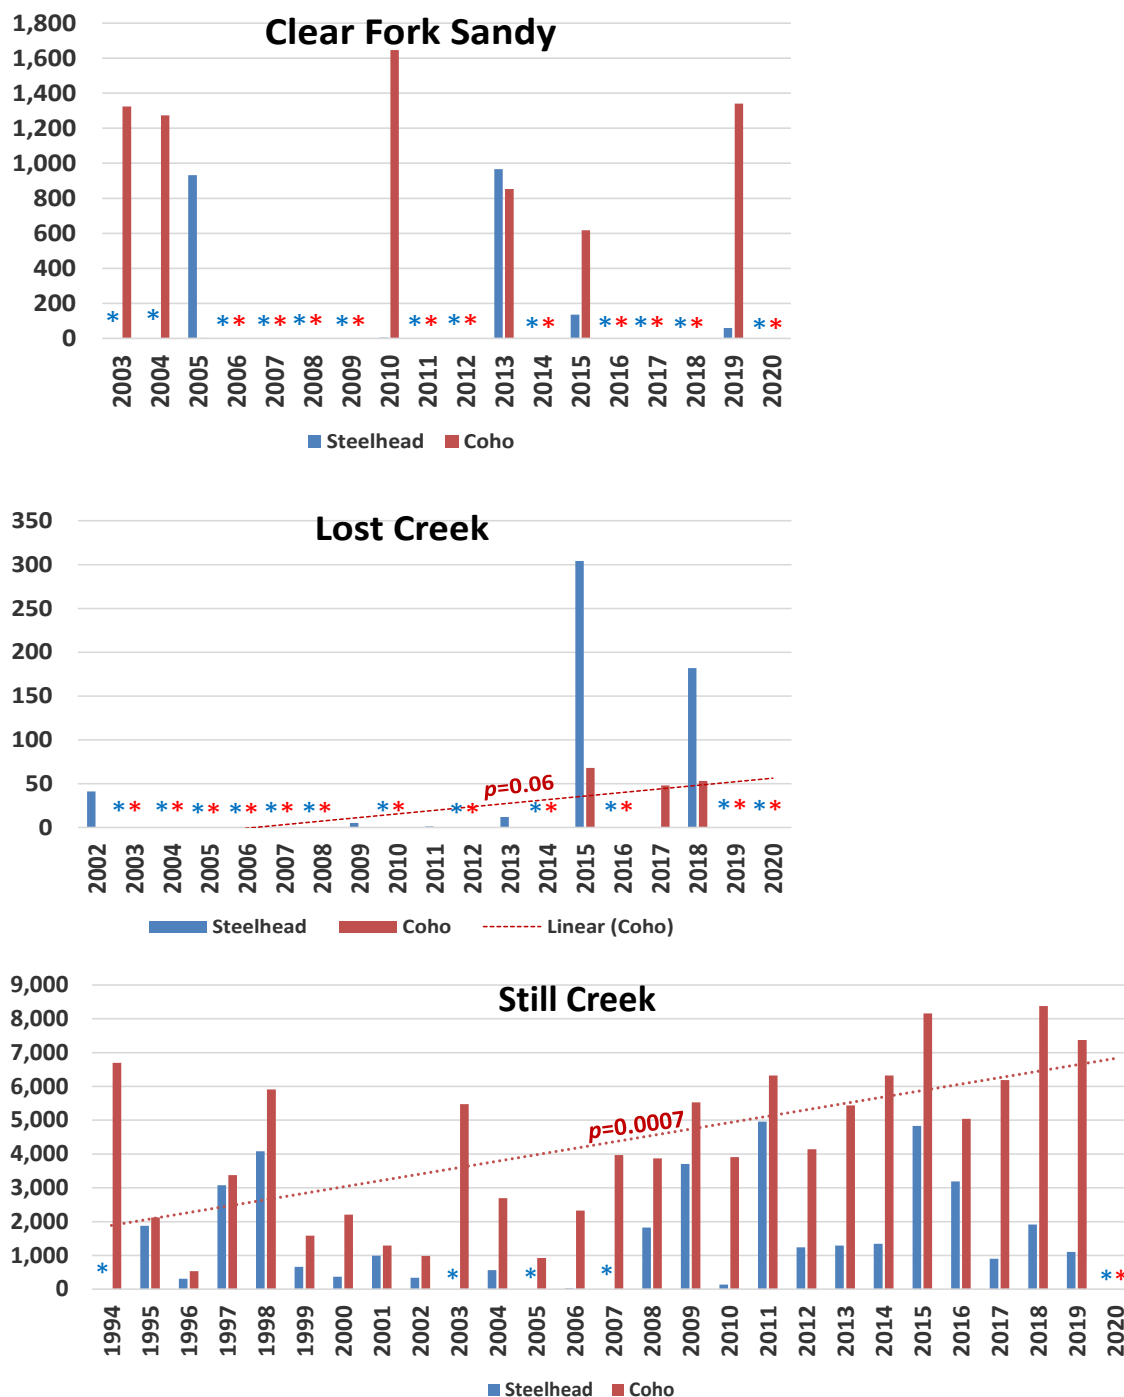 Clear Fork Sandy
1,800
1,600
1,400
1,200
1,000
800
600
400
200
0
* * ** ** ** ** ** ** ** ** ** ** **
2003 2004 2005 2006 2007 2008 2009 2010 2011 2012 2013 2014 2015 2016 2017 2018 2019 2020
Steelhead Coho
Lost Creek
350
300
250
200
150
100
50
0
p=0.06
** ** ** ** ** ** ** ** ** ** ** **
2002 2003 2004 2005 2006 2007 2008 2009 2010 2011 2012 2013 2014 2015 2016 2017 2018 2019 2020
Steelhead Coho Linear (Coho)
Still Creek
9,000
8,000
7,000
6,000
5,000
4,000
3,000
2,000
1,000
0
p=0.0007
* * * * **
1994 1995 1996 1997 1998 1999 2000 2001 2002 2003 2004 2005 2006 2007 2008 2009 2010 2011 2012 2013 2014 2015 2016 2017 2018 2019 2020
Steelhead Coho